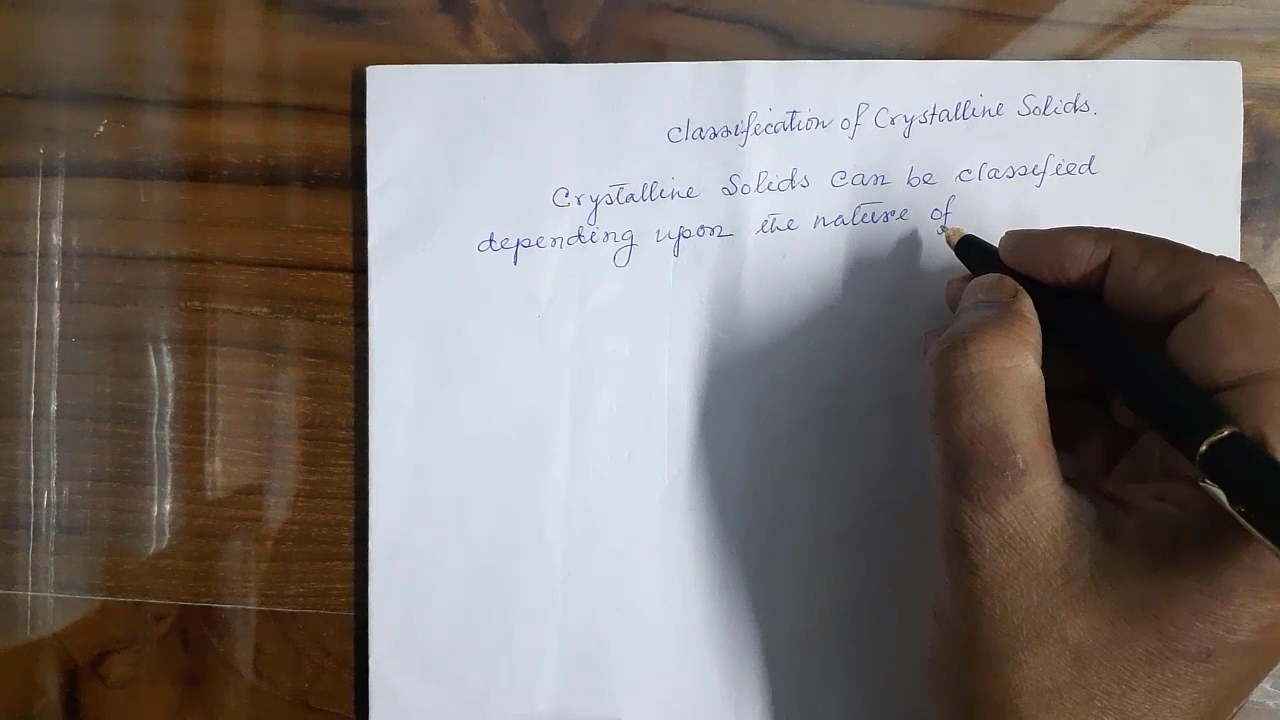 Classification of Crystalline Solids.
Crystalline Solids can be classified
depending upon the nature of